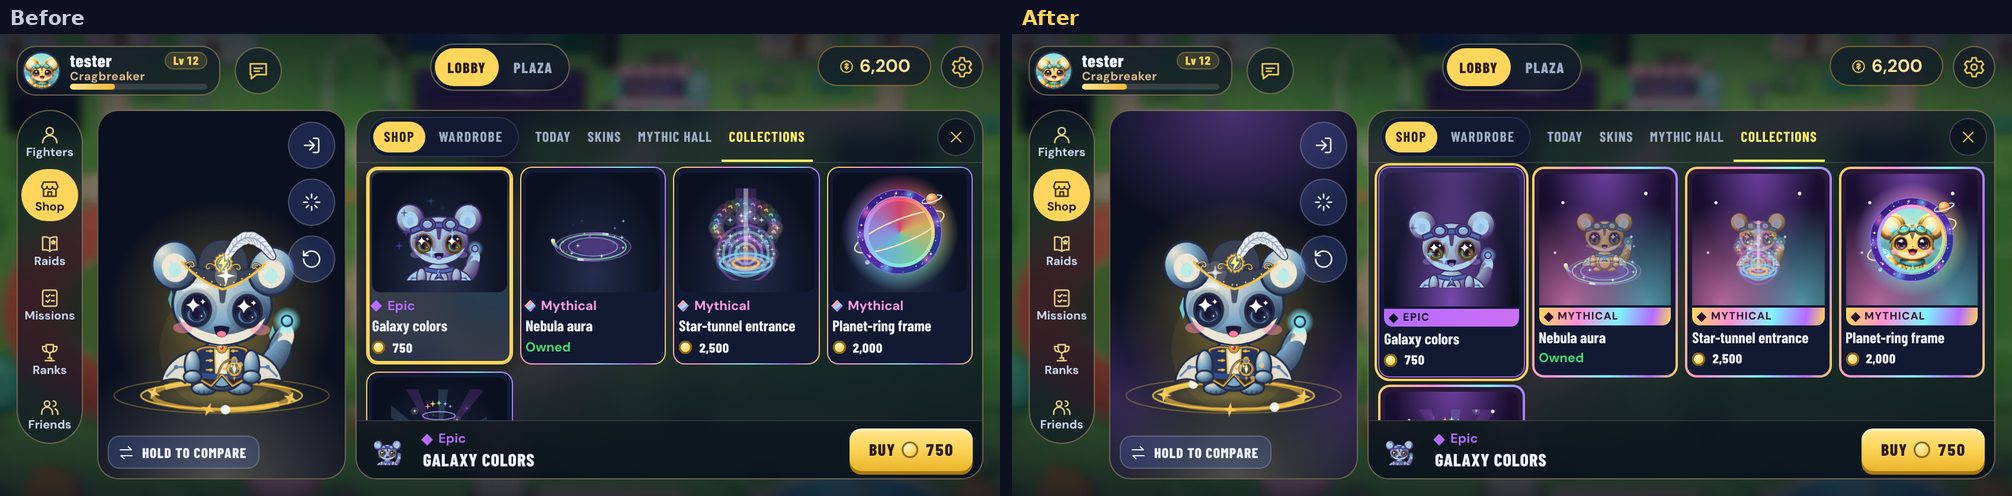 Before
tester
Lv 12
Cragbreaker
LOBBY
PLAZA
6,200
Fighters
Shop
Raids
Missions
Ranks
Friends
HOLD TO COMPARE
SHOP
WARDROBE
TODAY
SKINS
MYTHIC HALL
COLLECTIONS
Epic
Galaxy colors
750
Mythical
Nebula aura
Owned
Mythical
Star-tunnel entrance
2,500
Mythical
Planet-ring frame
2,000
Epic
GALAXY COLORS
BUY 750
After
tester
Lv 12
Cragbreaker
LOBBY
PLAZA
6,200
Fighters
Shop
Raids
Missions
Ranks
Friends
HOLD TO COMPARE
SHOP
WARDROBE
TODAY
SKINS
MYTHIC HALL
COLLECTIONS
EPIC
Galaxy colors
750
MYTHICAL
Nebula aura
Owned
MYTHICAL
Star-tunnel entrance
2,500
MYTHICAL
Planet-ring frame
2,000
Epic
GALAXY COLORS
BUY 750